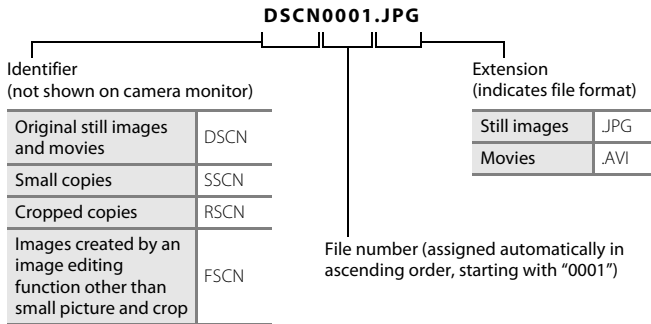 DSCN0001.JPG
Identifier
(not shown on camera monitor)
Original still images
and movies
DSCN
Small copies
SSCN
Cropped copies
RSCN
Images created by an
image editing
function other than
small picture and crop
FSCN
File number (assigned automatically in
ascending order, starting with “0001”)
Extension
(indicates file format)
Still images
.JPG
Movies
.AVI